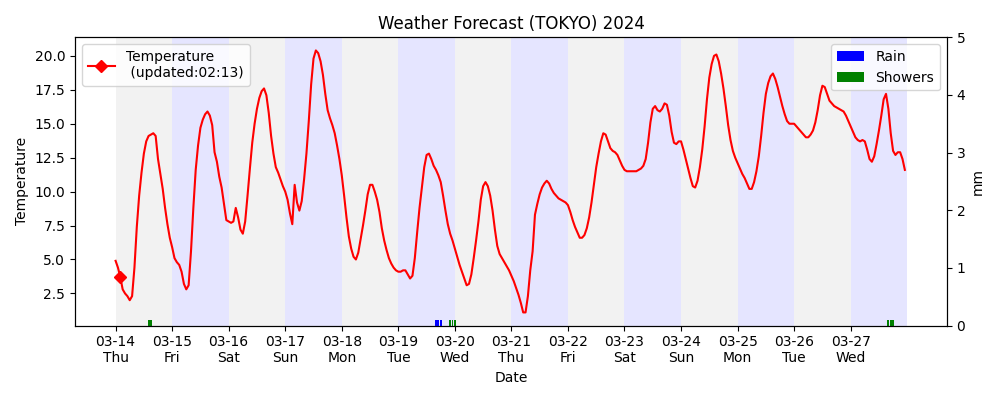 Weather Forecast (TOKYO) 2024
Temperature
(updated:02:13)
Rain
Showers
Temperature
20.0
17.5
15.0
12.5
10.0
7.5
5.0
2.5
5
4
3
2
1
0
mm
03-14 03-15 03-16 03-17 03-18 03-19 03-20 03-21 03-22 03-23 03-24 03-25 03-26 03-27
Thu Fri Sat Sun Mon Tue Wed Thu Fri Sat Sun Mon Tue Wed
Date